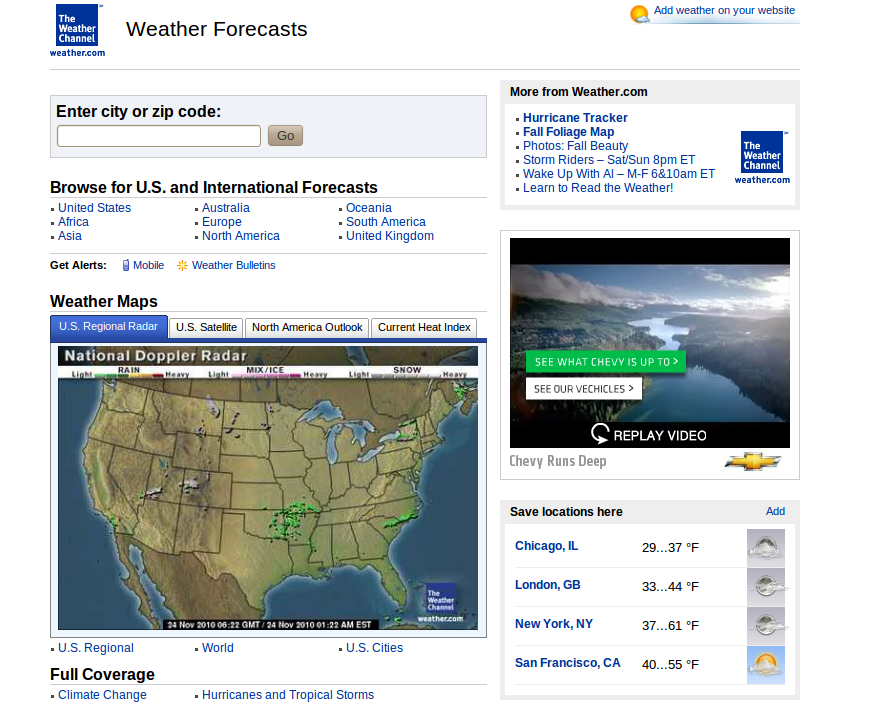 The
Weather
Channel
weather.com
Weather Forecasts
Add weather on your website
Enter city or zip code:
Go
Browse for U.S. and International Forecasts
United States
Australia
Oceania
Africa
Europe
South America
Asia
North America
United Kingdom
Get Alerts: Mobile Weather Bulletins
Weather Maps
U.S. Regional Radar
U.S. Satellite
North America Outlook
Current Heat Index
National Doppler Radar
RAIN MIX/ICE SNOW
Light Heavy Light Heavy Light Heavy
The
Weather
Channel
weather.com
24 Nov 2010 06:22 GMT / 24 Nov 2010 01:22 AM EST
U.S. Regional
World
U.S. Cities
Full Coverage
Climate Change
Hurricanes and Tropical Storms
More from Weather.com
Hurricane Tracker
Fall Foliage Map
Photos: Fall Beauty
Storm Riders – Sat/Sun 8pm ET
Wake Up With Al – M-F 6&10am ET
Learn to Read the Weather!
The
Weather
Channel
weather.com
SEE WHAT CHEVY IS UP TO >
SEE OUR VECHICLES >
REPLAY VIDEO
Chevy Runs Deep
Save locations here
Add
Chicago, IL 29...37 °F
London, GB 33...44 °F
New York, NY 37...61 °F
San Francisco, CA 40...55 °F